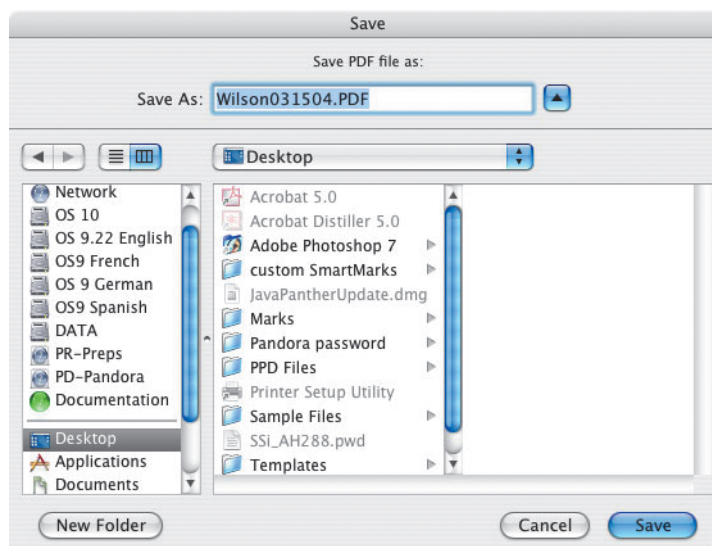 Save
Save PDF file as:
Save As: Wilson031504.PDF
Desktop
Network
OS 10
OS 9.22 English
OS9 French
OS 9 German
OS9 Spanish
DATA
PR-Preps
PD-Pandora
Documentation
Desktop
Applications
Documents
Acrobat 5.0
Acrobat Distiller 5.0
Adobe Photoshop 7
custom SmartMarks
JavaPantherUpdate.dmg
Marks
Pandora password
PPD Files
Printer Setup Utility
Sample Files
SSi_AH288.pwd
Templates
New Folder
Cancel
Save